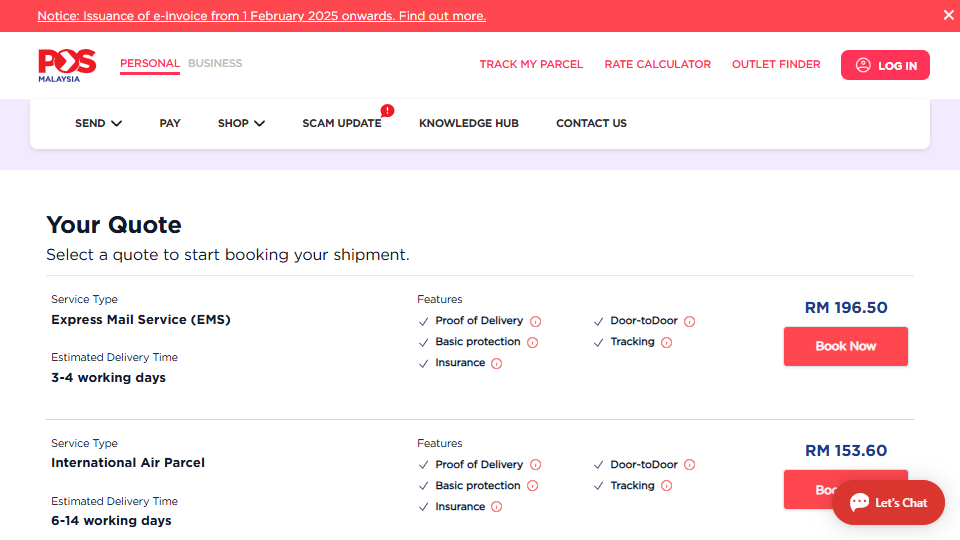 Notice: Issuance of e-Invoice from 1 February 2025 onwards. Find out more.
POS
MALAYSIA
PERSONAL BUSINESS
TRACK MY PARCEL RATE CALCULATOR OUTLET FINDER LOG IN
SEND PAY SHOP SCAM UPDATE ! KNOWLEDGE HUB CONTACT US
Your Quote
Select a quote to start booking your shipment.
Service Type
Express Mail Service (EMS)
Estimated Delivery Time
3-4 working days
Features
Proof of Delivery Door-toDoor
Basic protection Tracking
Insurance
RM 196.50
Book Now
Service Type
International Air Parcel
Estimated Delivery Time
6-14 working days
Features
Proof of Delivery Door-toDoor
Basic protection Tracking
Insurance
RM 153.60
Let's Chat